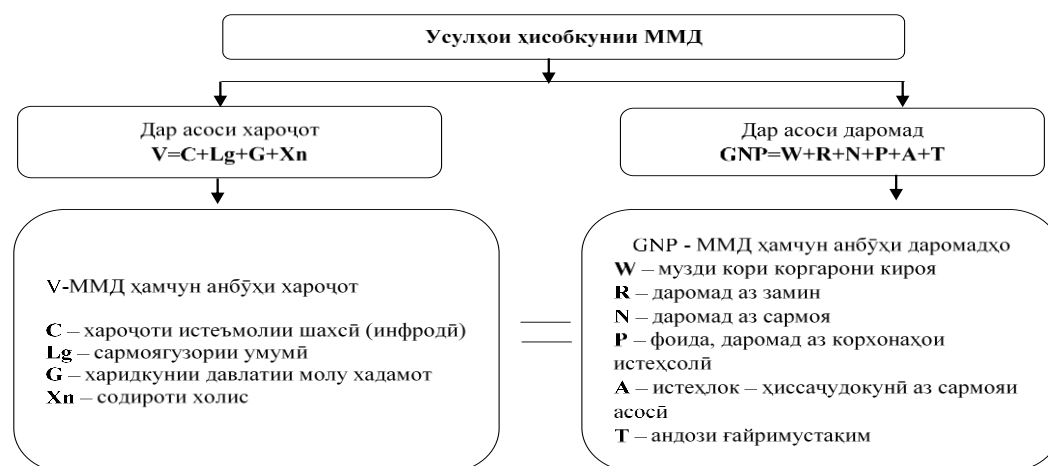 Усулҳои ҳисобкунии ММД
Дар асоси хароҷот
V=C+Lg+G+Xn
Дар асоси даромад
GNP=W+R+N+P+A+T
V-ММД ҳамчун анбӯҳи хароҷот
C – хароҷоти истеъмолии шахсӣ (инфродӣ)
Lg – сармоягузории умумӣ
G – харидкунии давлатии молу хадамот
Xn – содироти холис
GNP - ММД ҳамчун анбӯҳи даромадҳо
W – музди кори коргарони кироя
R – даромад аз замин
N – даромад аз сармоя
P – фоида, даромад аз корхонаҳои
истеҳсолӣ
A – истеҳлок – ҳиссаҷудокунӣ аз сармояи
асосӣ
T – андози ғайримустақим